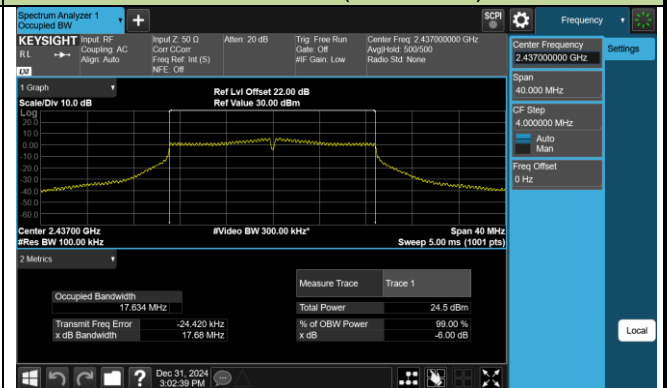 Spectrum Analyzer 1
Occupied BW
+
SCPI
Frequency
KEYSIGHT
RL
Input: RF
Coupling: AC
Align: Auto
Input Z: 50 Ω
Corr CCorr
Freq Ref: Int (S)
NFE: Off
Atten: 20 dB
Trig: Free Run
Gate: Off
#IF Gain: Low
Center Freq: 2.437000000 GHz
Avg|Hold: 500/500
Radio Std: None
Center Frequency
2.437000000 GHz
Settings
Span
40.000 MHz
CF Step
4.000000 MHz
Auto
Man
Freq Offset
0 Hz
1 Graph
Scale/Div 10.0 dB
Ref Lvl Offset 22.00 dB
Ref Value 30.00 dBm
Log
20.0
10.0
0.00
-10.0
-20.0
-30.0
-40.0
-50.0
-60.0
Center 2.43700 GHz
#Res BW 100.00 kHz
#Video BW 300.00 kHz*
Span 40 MHz
Sweep 5.00 ms (1001 pts)
2 Metrics
Measure Trace
Trace 1
Occupied Bandwidth
17.634 MHz
Total Power
24.5 dBm
Transmit Freq Error
-24.420 kHz
% of OBW Power
99.00 %
x dB Bandwidth
17.68 MHz
x dB
-6.00 dB
Local
?
Dec 31, 2024
3:02:39 PM